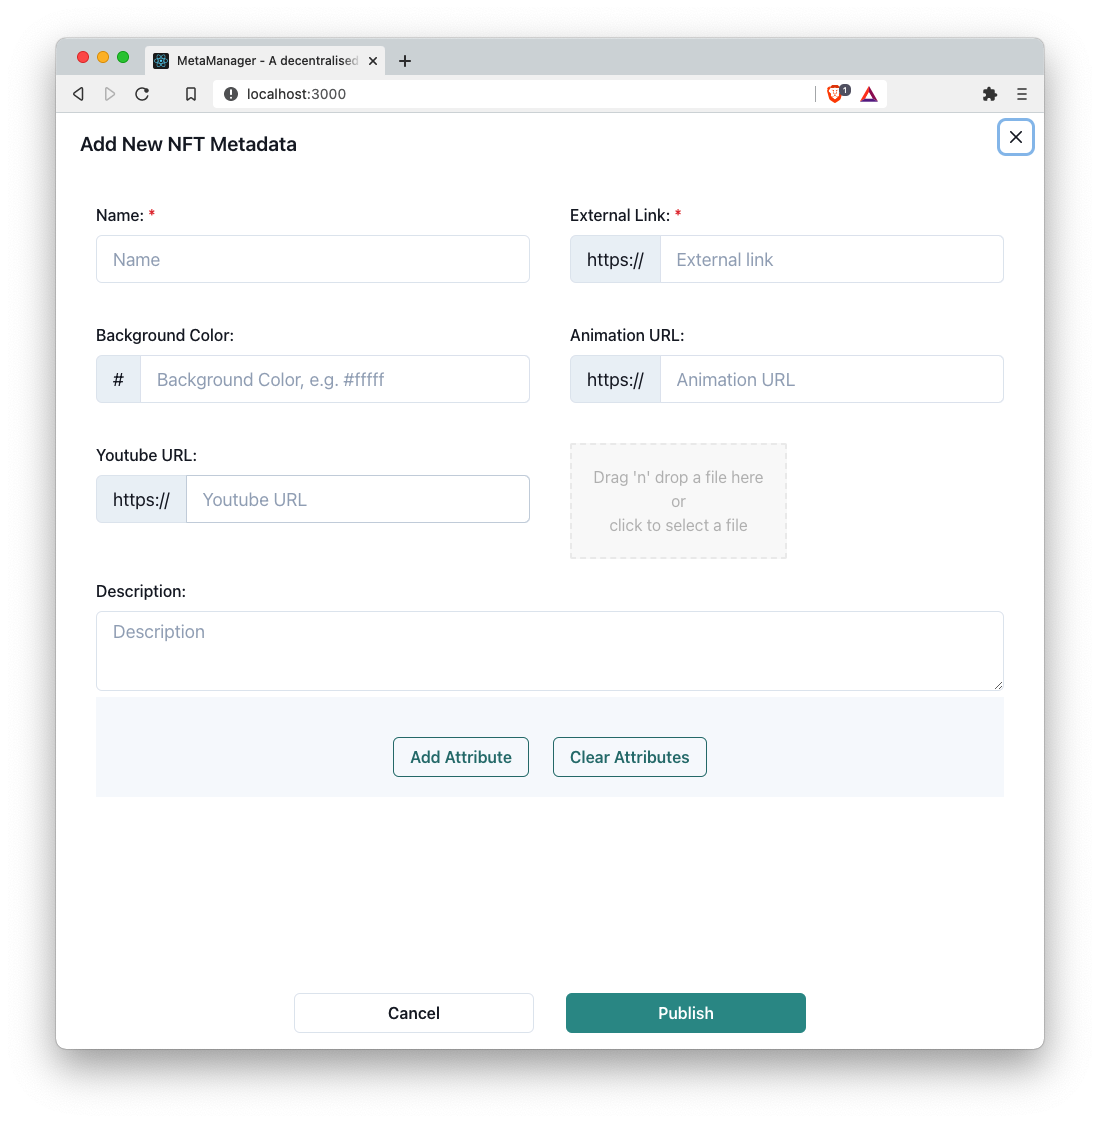 MetaManager - A decentralised
localhost:3000
1
Add New NFT Metadata
Name: *
External Link: *
Name
https://
External link
Background Color:
Animation URL:
#
Background Color, e.g. #fffff
https://
Animation URL
Youtube URL:
https://
Youtube URL
Drag 'n' drop a file here
or
click to select a file
Description:
Description
Add Attribute
Clear Attributes
Cancel
Publish